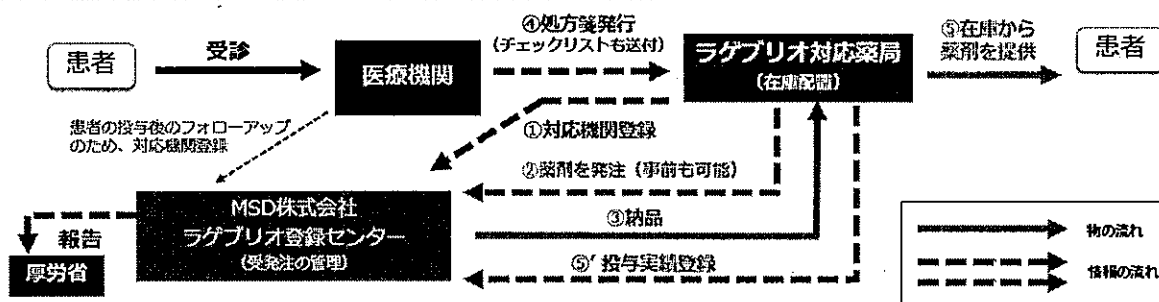 患者
受診
医療機関
④処方箋発行
(チェックリストも送付)
ラゲブリオ対応薬局
(在庫配置)
⑤在庫から
薬剤を提供
患者
患者の投与後のフォローアップ
のため、対応機関登録
①対応機関登録
②薬剤を発注（事前も可能）
③納品
⑤’投与実績登録
MSD株式会社
ラゲブリオ登録センター
(受発注の管理)
報告
厚労省
物の流れ
情報の流れ